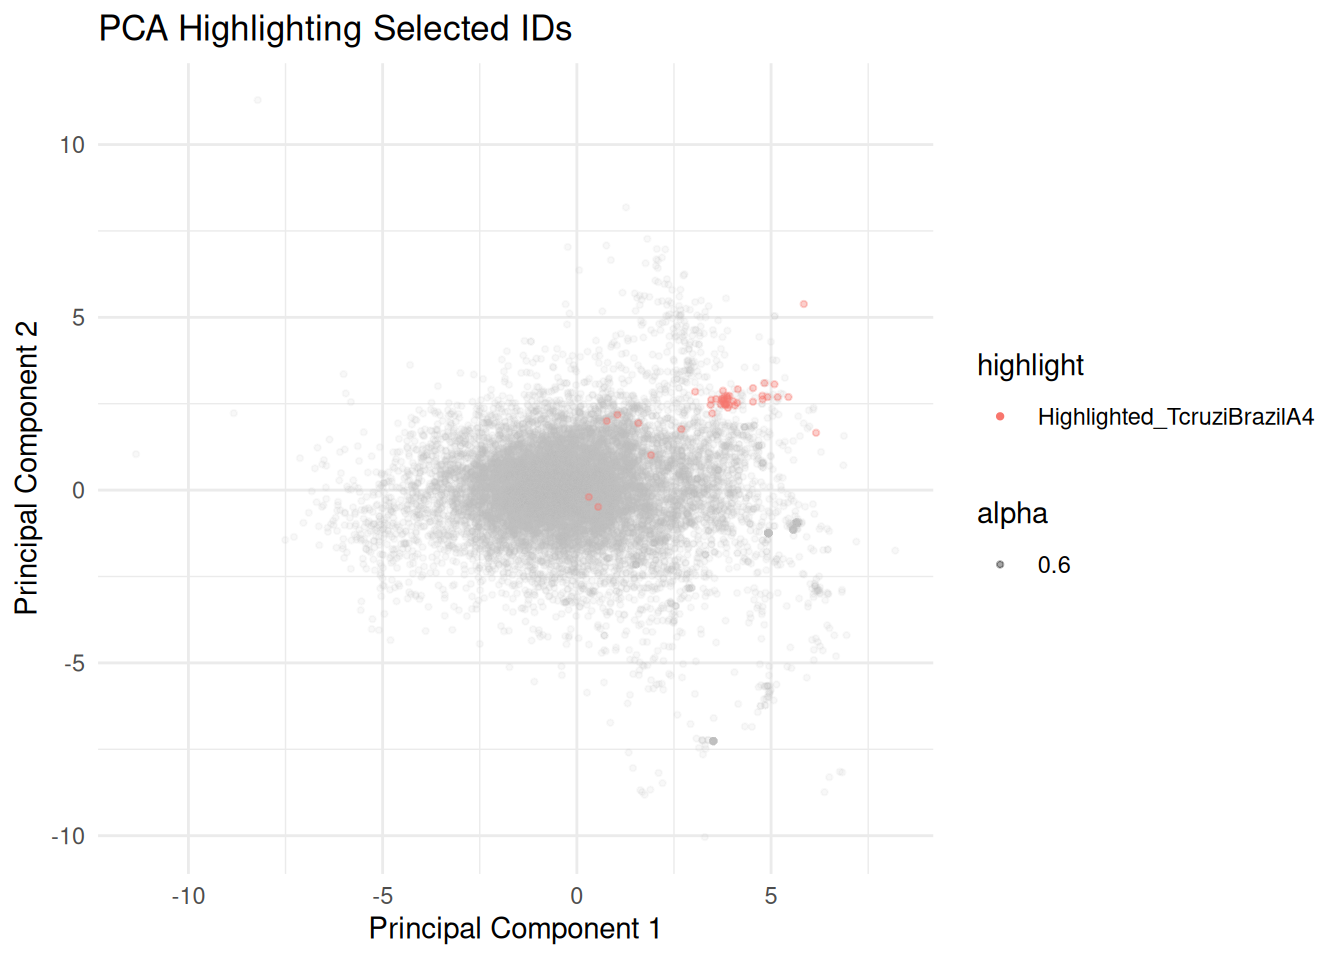 PCA Highlighting Selected IDs
Principal Component 2
10
5
0
-5
-10
-10
-5
0
5
Principal Component 1
highlight
Highlighted_TcruziBrazilA4
alpha
0.6